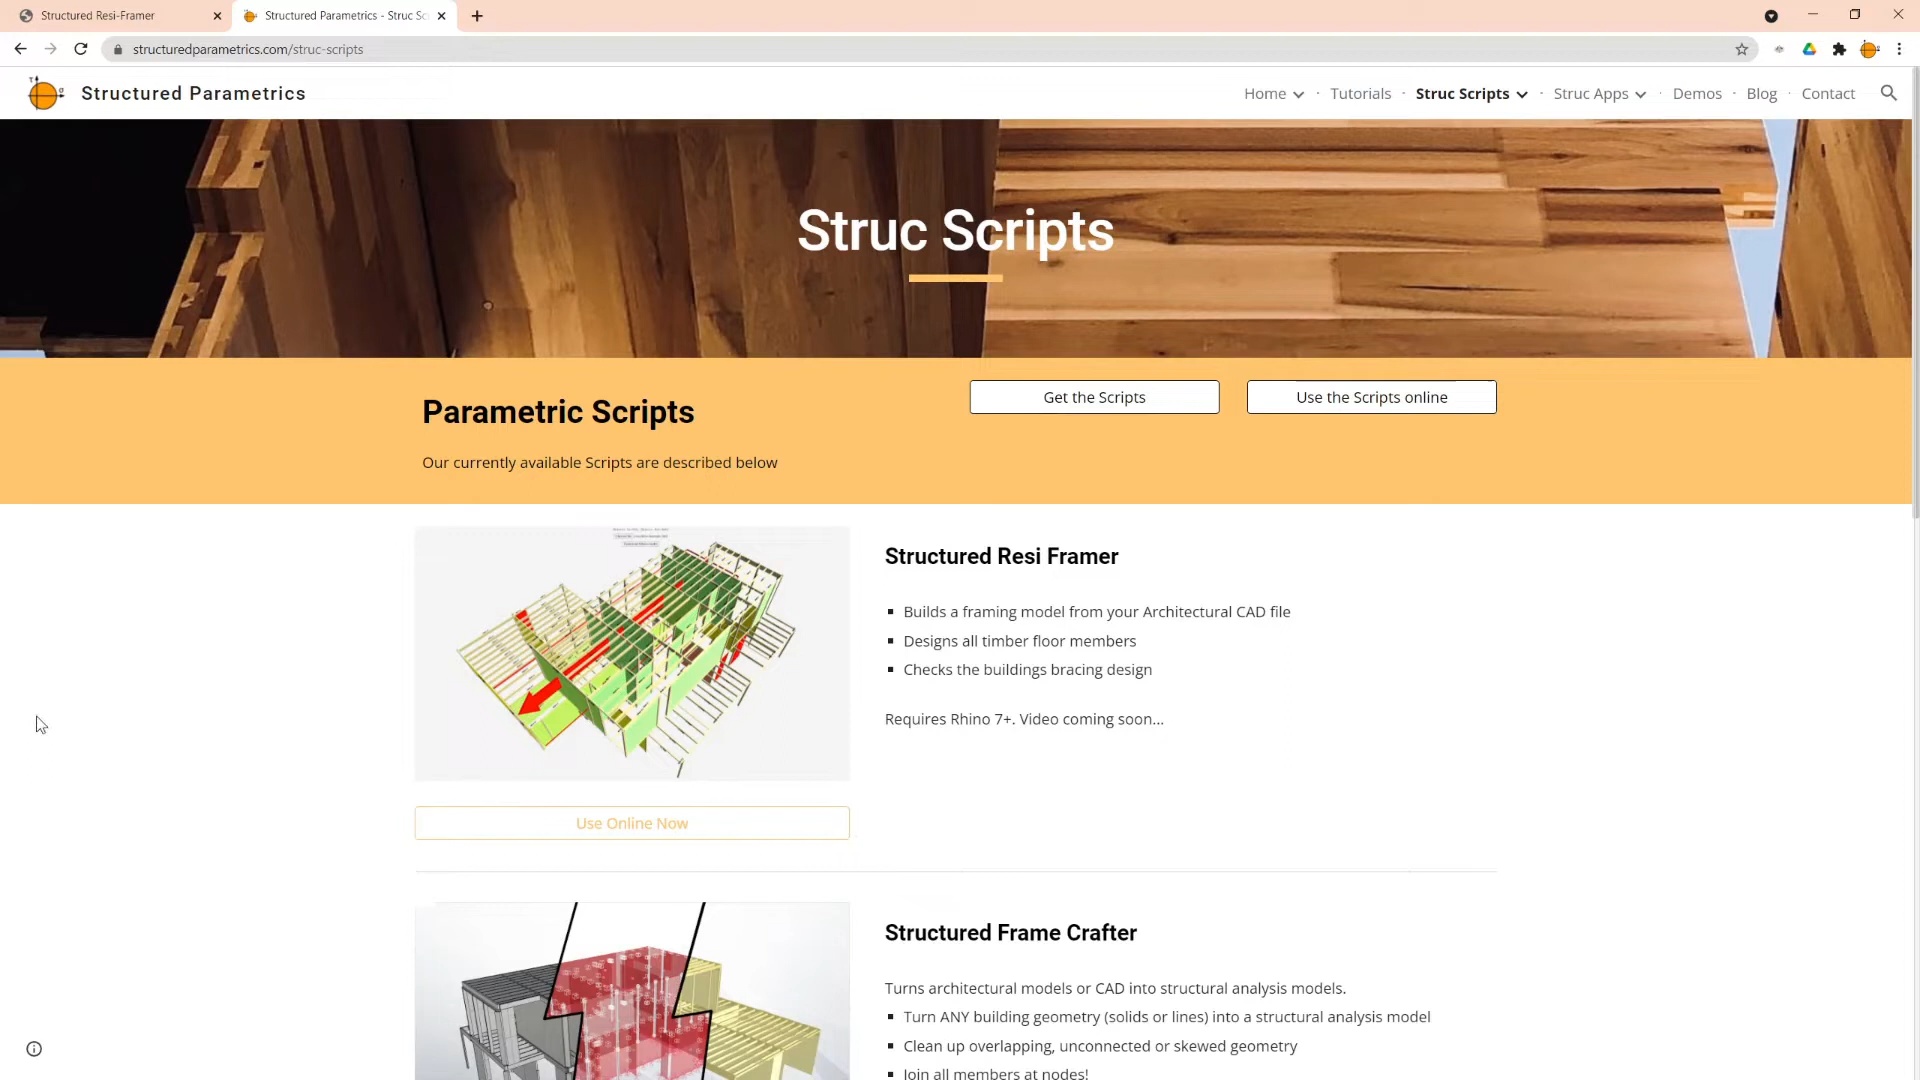 Structured Resi-Framer
Structured Parametrics - Struc Sc
structuredparametrics.com/struc-scripts
Structured Parametrics
Home · Tutorials · Struc Scripts · Struc Apps · Demos · Blog · Contact
Struc Scripts
Parametric Scripts
Get the Scripts
Use the Scripts online
Our currently available Scripts are described below
Structured Resi Framer
▪ Builds a framing model from your Architectural CAD file
▪ Designs all timber floor members
▪ Checks the buildings bracing design
Requires Rhino 7+. Video coming soon...
Use Online Now
Structured Frame Crafter
Turns architectural models or CAD into structural analysis models.
▪ Turn ANY building geometry (solids or lines) into a structural analysis model
▪ Clean up overlapping, unconnected or skewed geometry
▪ Join all members at nodes!